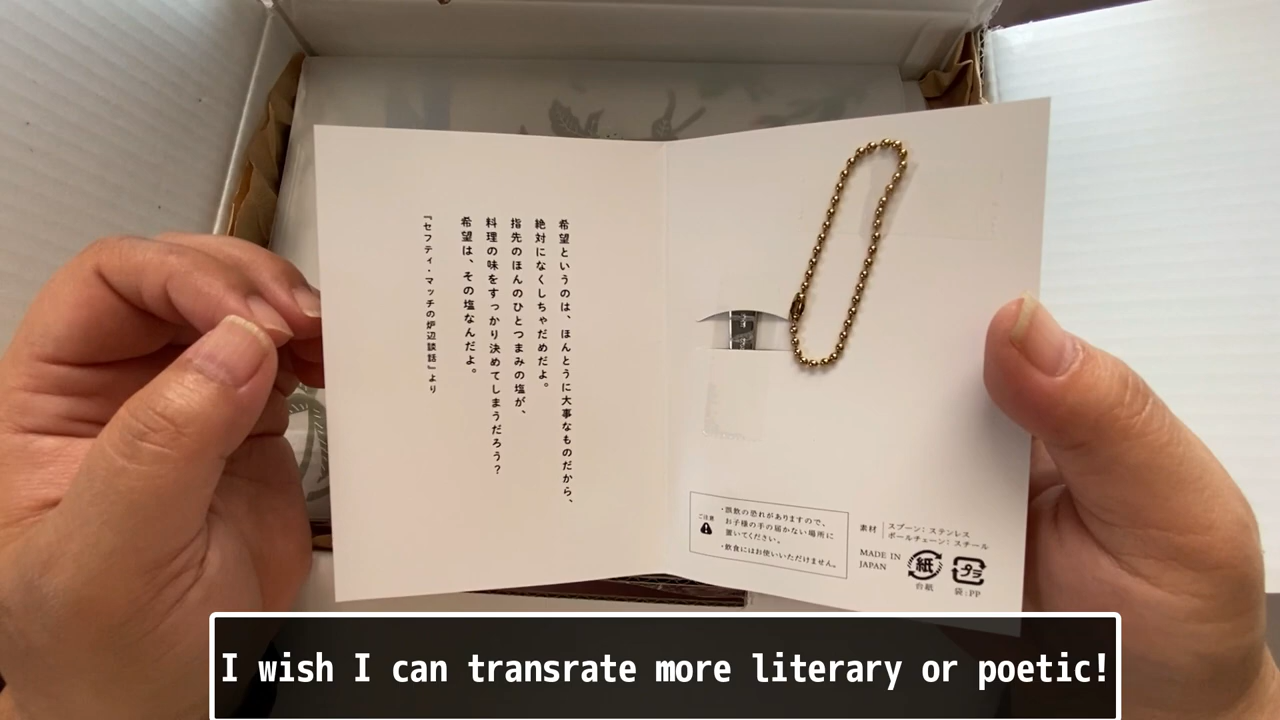 希望というのは、ほんとうに大事なものだから、
絶対になくしちゃだめだよ。
指先のほんのひとつまみの塩が、
料理の味をすっかり決めてしまうだろう？
希望は、その塩なんだよ。
『セフティ・マッチの炉辺談話』より
ご注意
・誤飲の恐れがありますので、
お子様の手の届かない場所に
置いてください。
・飲食にはお使いいただけません。
素材
スプーン：ステンレス
ボールチェーン：スチール
MADE IN
JAPAN
紙
台紙
プラ
袋：PP
I wish I can transrate more literary or poetic!